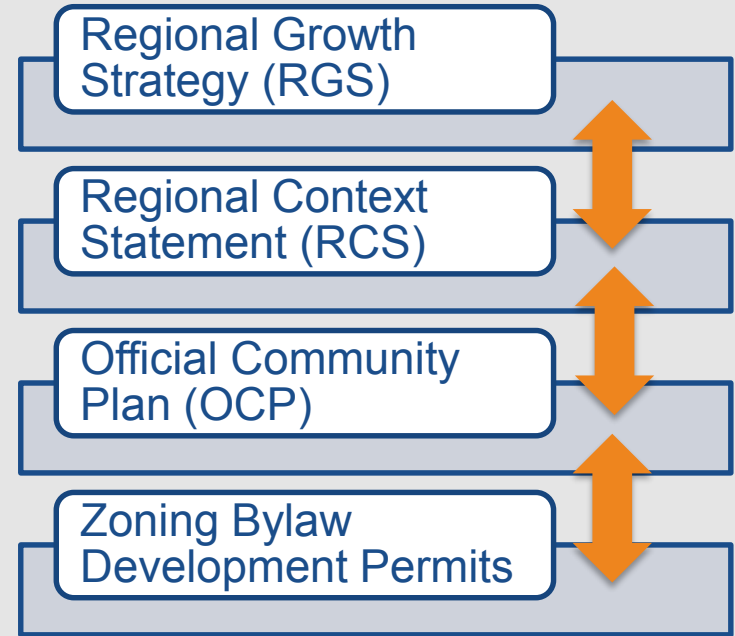 Regional Growth
Strategy (RGS)
Regional Context
Statement (RCS)
Official Community
Plan (OCP)
Zoning Bylaw
Development Permits